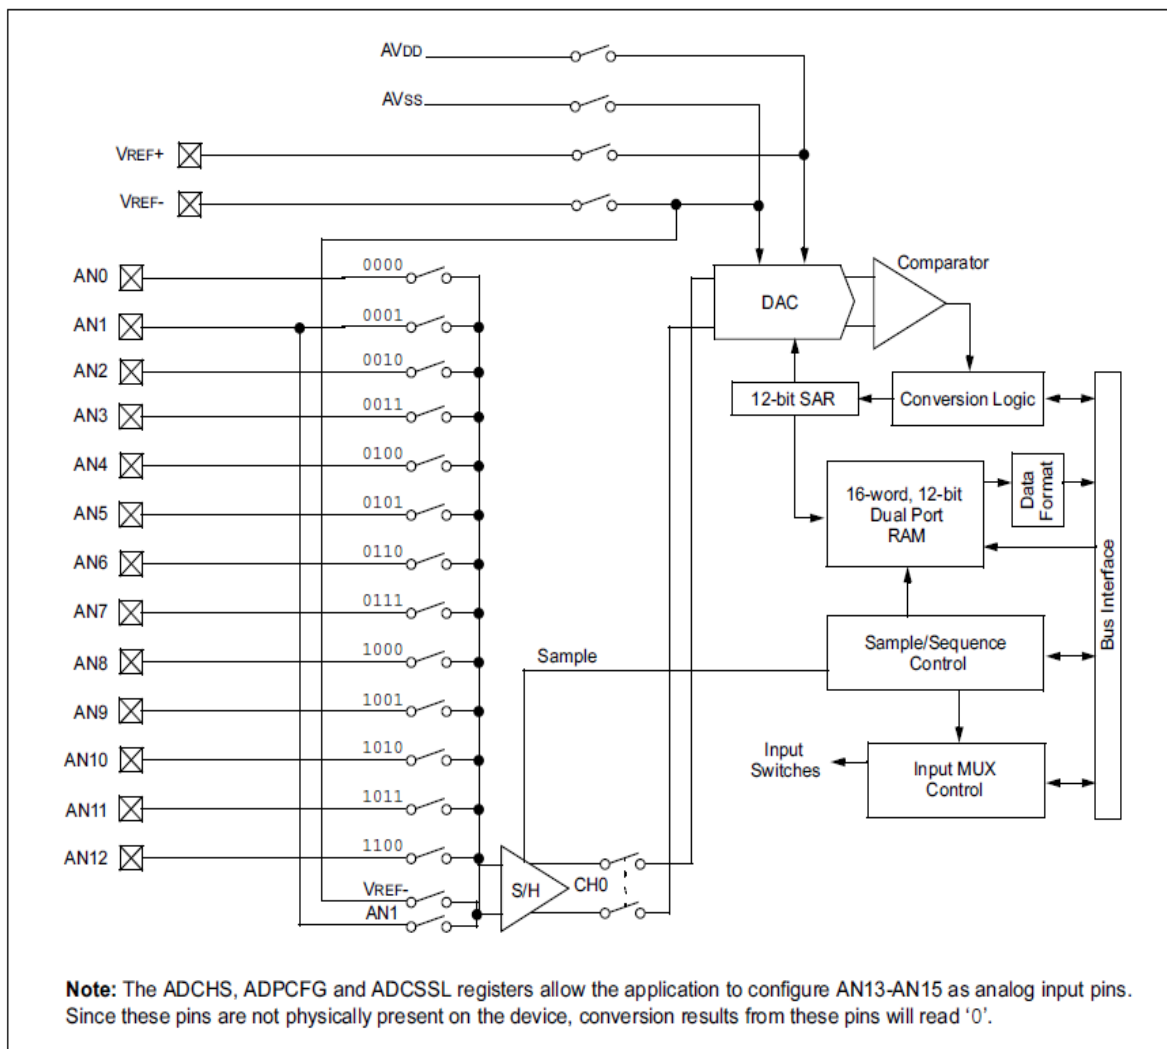 AVDD
AVSS
VREF+
VREF-
AN0
0000
AN1
0001
AN2
0010
AN3
0011
AN4
0100
AN5
0101
AN6
0110
AN7
0111
AN8
1000
AN9
1001
AN10
1010
AN11
1011
AN12
1100
VREF-
AN1
S/H
CH0
Sample
DAC
Comparator
12-bit SAR
Conversion Logic
16-word, 12-bit
Dual Port
RAM
Data
Format
Bus Interface
Sample/Sequence
Control
Input
Switches
Input MUX
Control
Note: The ADCHS, ADPCFG and ADCSSL registers allow the application to configure AN13-AN15 as analog input pins.
Since these pins are not physically present on the device, conversion results from these pins will read ‘0’.